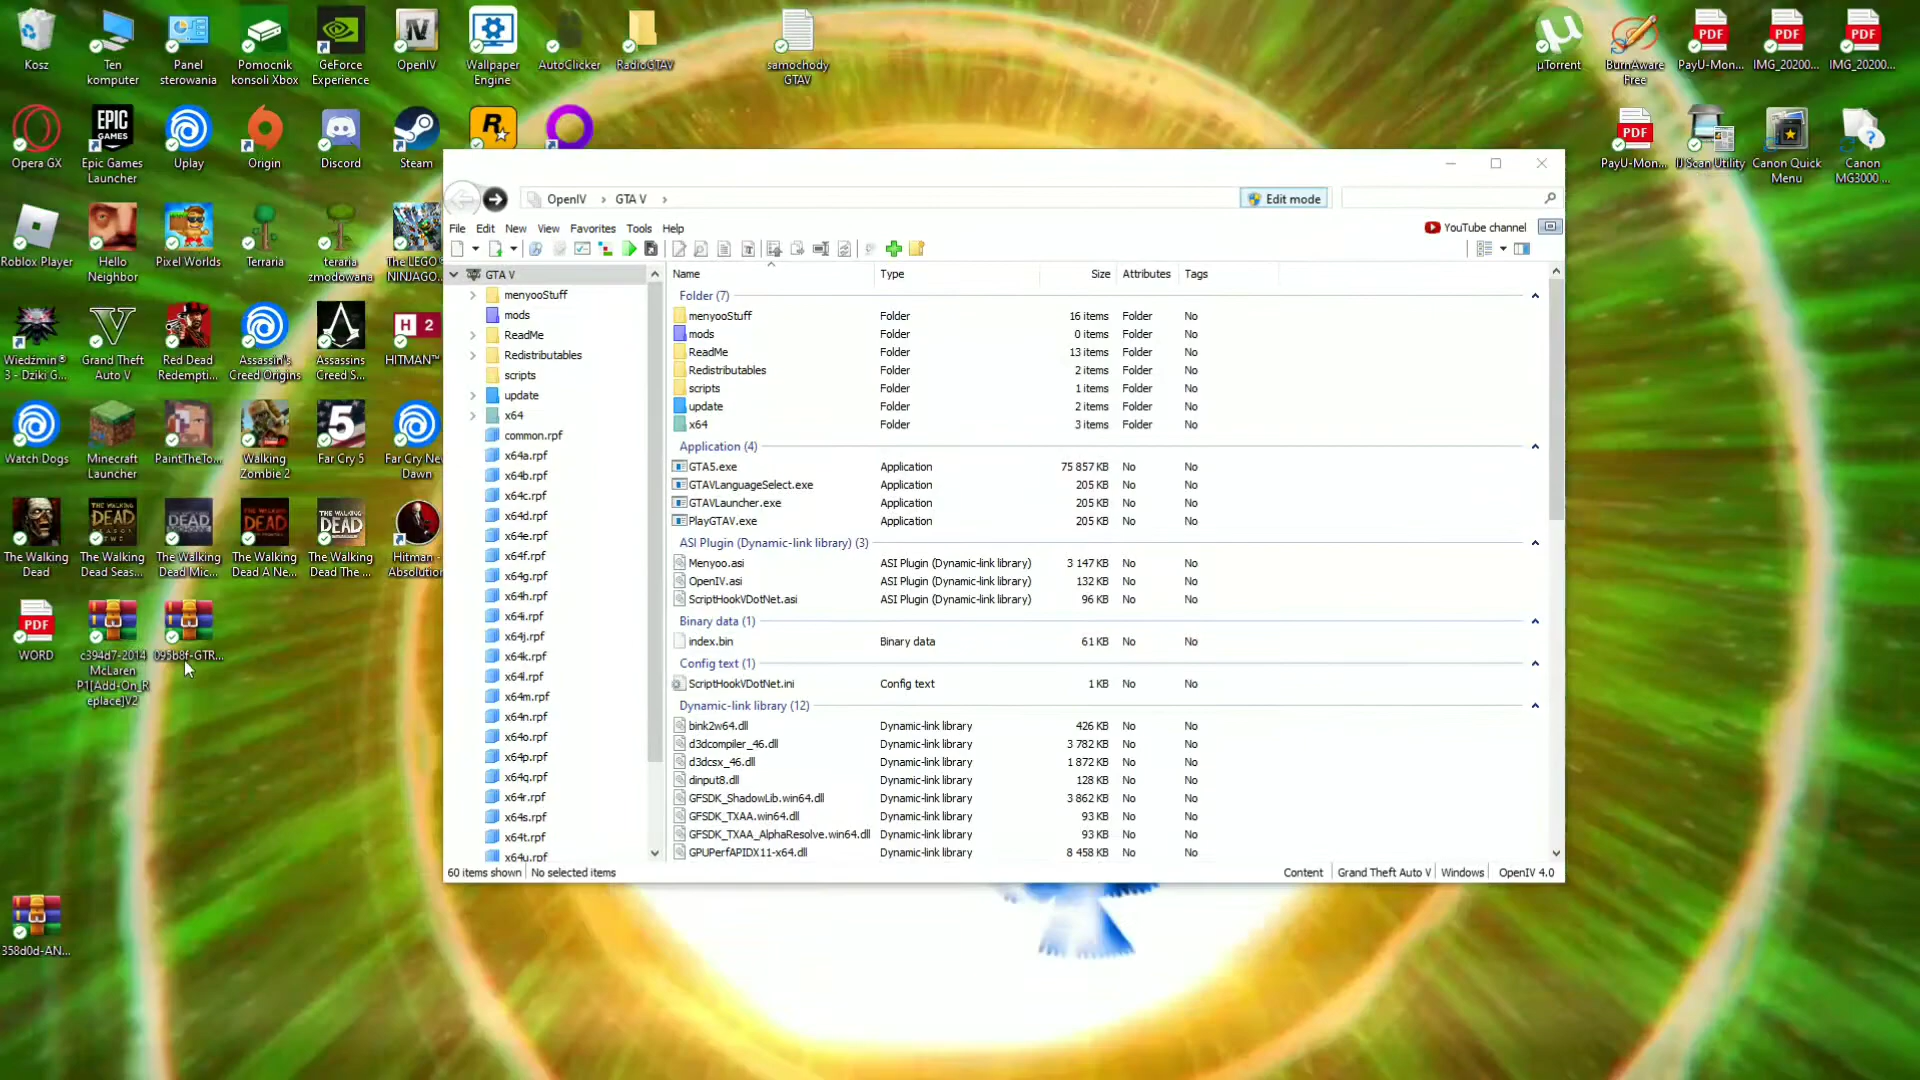 Kosz
Ten komputer
Panel sterowania
Pomocnik konsoli Xbox
GeForce Experience
OpenIV
Wallpaper Engine
AutoClicker
RadioGTAV
samochody GTAV
µTorrent
BurnAware Free
PayU-Mon...
IMG_20200...
IMG_2020...
Opera GX
Epic Games Launcher
Uplay
Origin
Discord
Steam
PayU-Mon...
IJ Scan Utility
Canon Quick Menu
Canon MG3000 ...
Roblox Player
Hello Neighbor
Pixel Worlds
Terraria
teraria zmodowana
The LEGO NINJAGO...
Wiedźmin® 3 - Dziki G...
Grand Theft Auto V
Red Dead Redempti...
Assassin's Creed Origins
Assassins Creed S...
HITMAN™
Watch Dogs
Minecraft Launcher
PaintTheTo...
Walking Zombie 2
Far Cry 5
Far Cry New Dawn
The Walking Dead
The Walking Dead Seas...
The Walking Dead Mic...
The Walking Dead A Ne...
The Walking Dead The ...
Hitman - Absolution
WORD
c394d7-2014 McLaren P1[Add-On_Replace]V2
095b8f-GTR...
358d0d-AN...
OpenIV > GTA V >
Edit mode
File Edit New View Favorites Tools Help
YouTube channel
GTA V
menyooStuff
mods
ReadMe
Redistributables
scripts
update
x64
common.rpf
x64a.rpf
x64b.rpf
x64c.rpf
x64d.rpf
x64e.rpf
x64f.rpf
x64g.rpf
x64h.rpf
x64i.rpf
x64j.rpf
x64k.rpf
x64l.rpf
x64m.rpf
x64n.rpf
x64o.rpf
x64p.rpf
x64q.rpf
x64r.rpf
x64s.rpf
x64t.rpf
x64u.rpf
Name Type Size Attributes Tags
Folder (7)
menyooStuff Folder 16 items Folder No
mods Folder 0 items Folder No
ReadMe Folder 13 items Folder No
Redistributables Folder 2 items Folder No
scripts Folder 1 items Folder No
update Folder 2 items Folder No
x64 Folder 3 items Folder No
Application (4)
GTA5.exe Application 75 857 KB No No
GTAVLanguageSelect.exe Application 205 KB No No
GTAVLauncher.exe Application 205 KB No No
PlayGTAV.exe Application 205 KB No No
ASI Plugin (Dynamic-link library) (3)
Menyoo.asi ASI Plugin (Dynamic-link library) 3 147 KB No No
OpenIV.asi ASI Plugin (Dynamic-link library) 132 KB No No
ScriptHookVDotNet.asi ASI Plugin (Dynamic-link library) 96 KB No No
Binary data (1)
index.bin Binary data 61 KB No No
Config text (1)
ScriptHookVDotNet.ini Config text 1 KB No No
Dynamic-link library (12)
bink2w64.dll Dynamic-link library 426 KB No No
d3dcompiler_46.dll Dynamic-link library 3 782 KB No No
d3dcsx_46.dll Dynamic-link library 1 872 KB No No
dinput8.dll Dynamic-link library 128 KB No No
GFSDK_ShadowLib.win64.dll Dynamic-link library 3 862 KB No No
GFSDK_TXAA.win64.dll Dynamic-link library 93 KB No No
GFSDK_TXAA_AlphaResolve.win64.dll Dynamic-link library 93 KB No No
GPUPerfAPIDX11-x64.dll Dynamic-link library 8 458 KB No No
60 items shown No selected items
Content Grand Theft Auto V Windows OpenIV 4.0